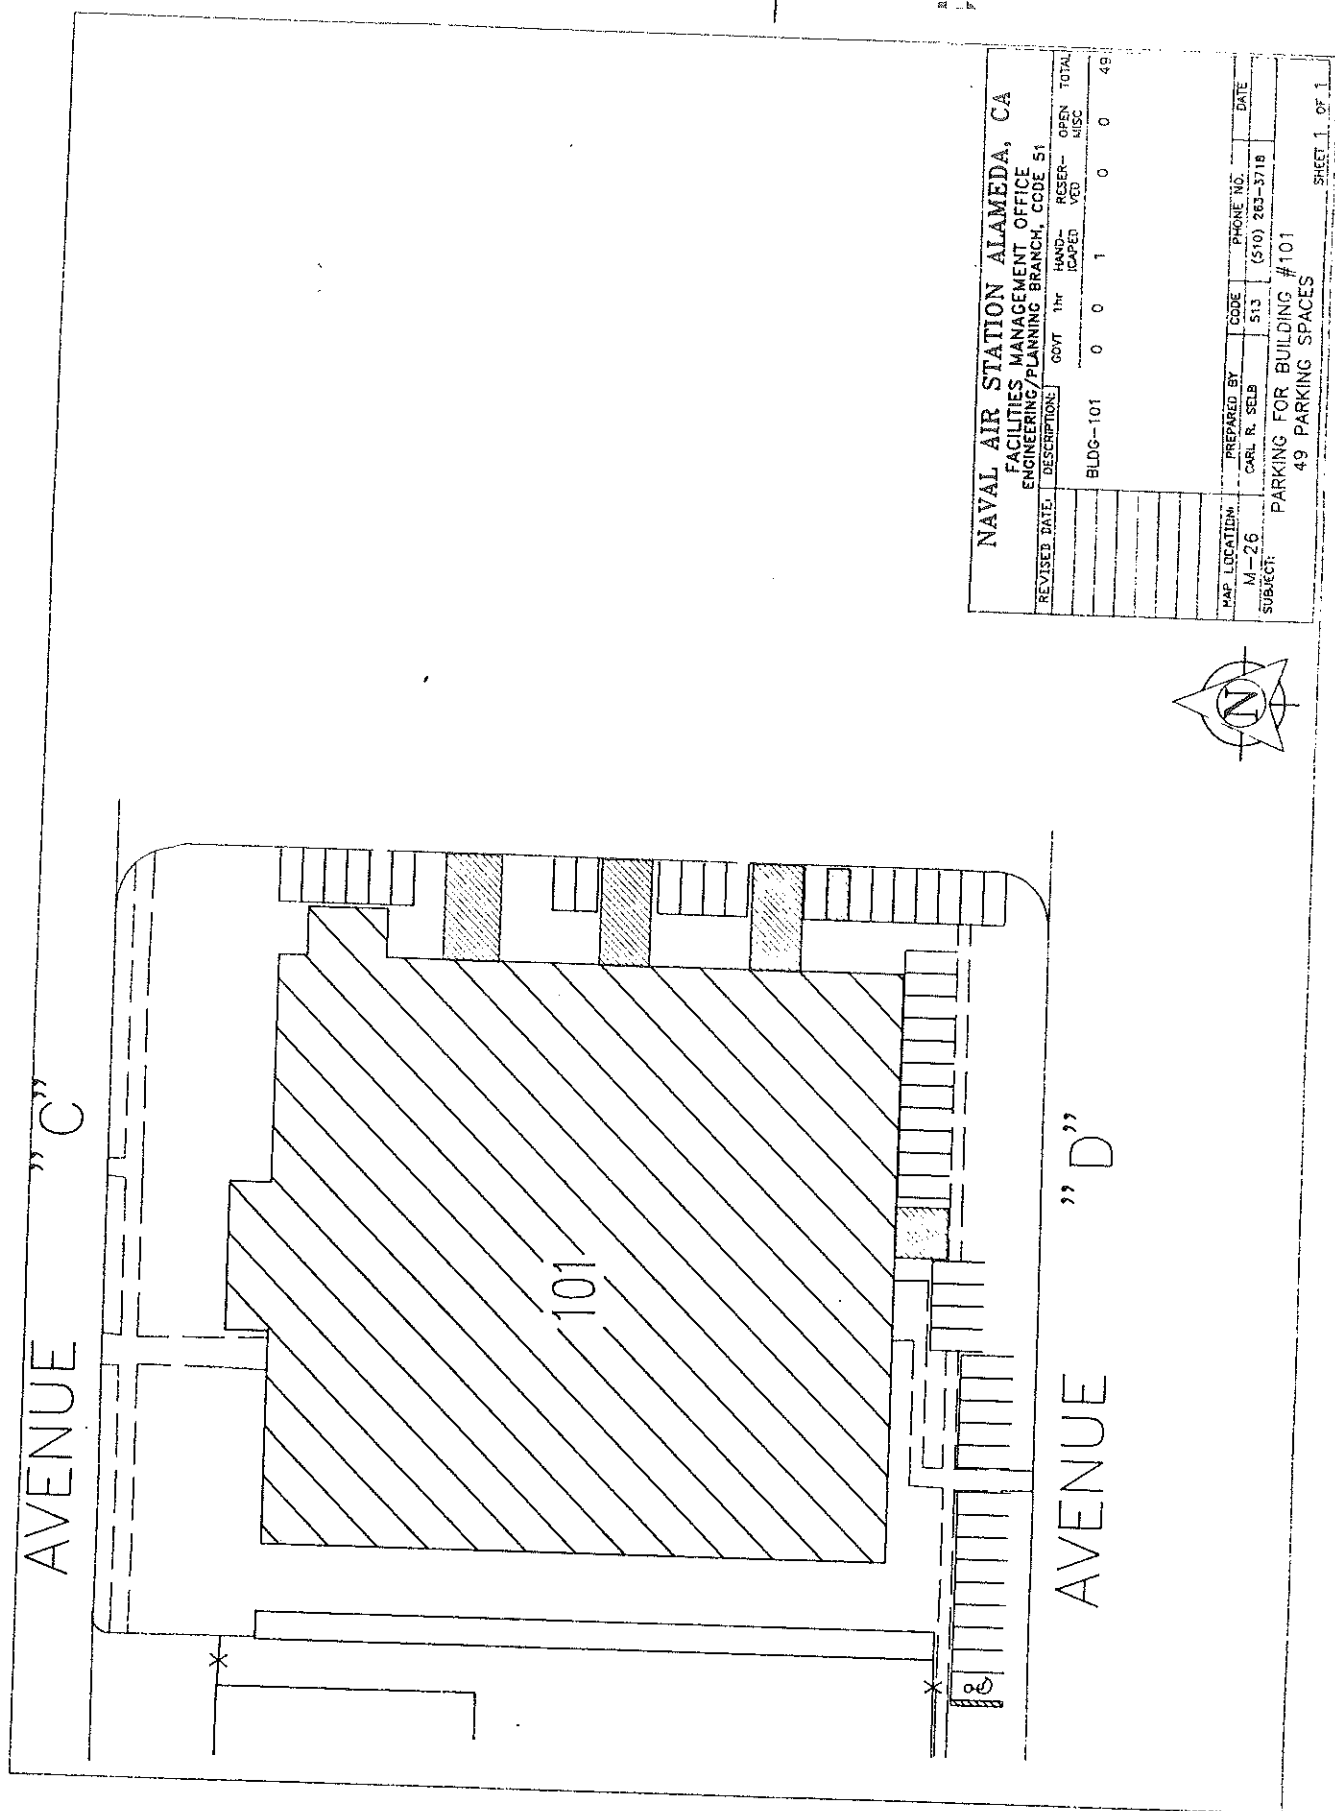 AVENUE "C"
101
AVENUE "D"
N
NAVAL AIR STATION ALAMEDA, CA
FACILITIES MANAGEMENT OFFICE
ENGINEERING/PLANNING BRANCH, CODE 51
REVISED DATE: DESCRIPTION: GOVT 1hr HAND- RESER- OPEN TOTAL
ICAPED VED MISC
BLDG-101 0 0 1 0 0 49
MAP LOCATION: PREPARED BY CODE PHONE NO. DATE
M-26 CARL R. SELB 513 (510) 263-3718
SUBJECT: PARKING FOR BUILDING #101
49 PARKING SPACES
SHEET 1 OF 1